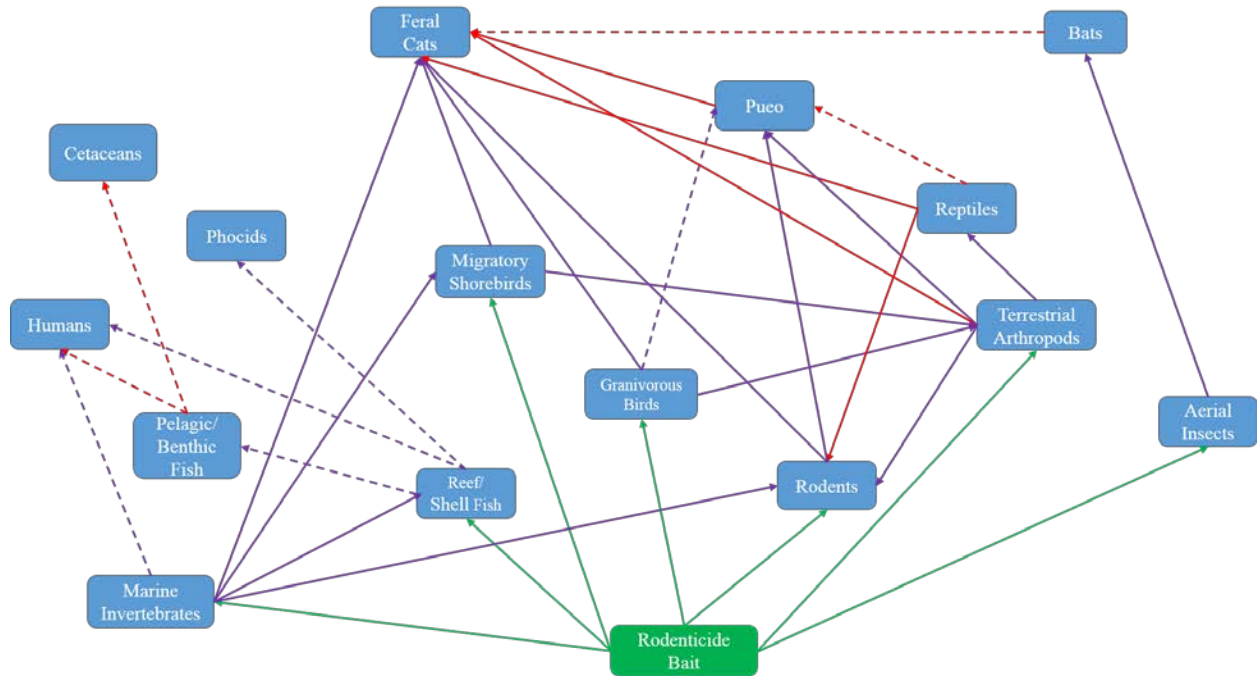 Feral
Cats
Bats
Pueo
Cetaceans
Reptiles
Phocids
Migratory
Shorebirds
Humans
Terrestrial
Arthropods
Granivorous
Birds
Aerial
Insects
Pelagic/
Benthic
Fish
Reef/
Shell Fish
Rodents
Marine
Invertebrates
Rodenticide
Bait